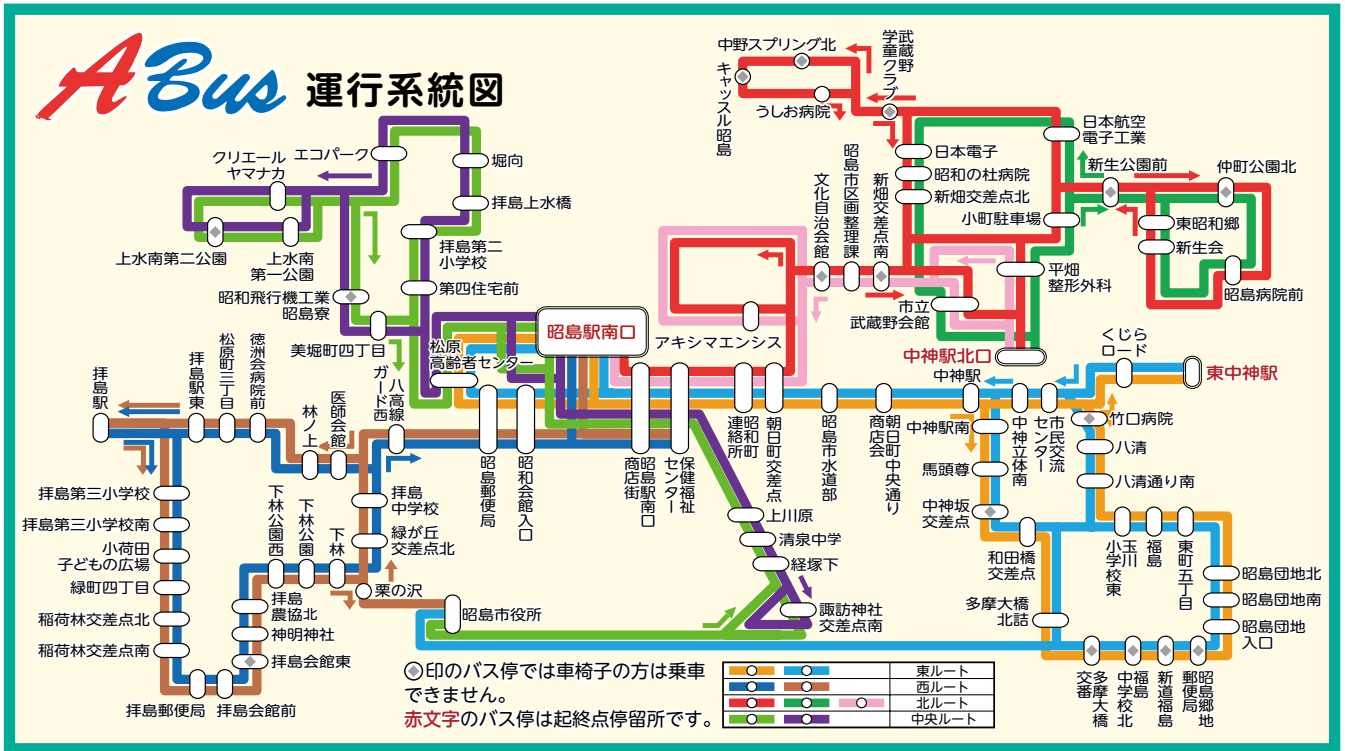 ABus 運行系統図
中野スプリング北
武蔵野
学童クラブ
キャッスル昭島
うしお病院
日本航空
電子工業
日本電子
昭和の杜病院
新畑交差点北
新生公園前
仲町公園北
小町駐車場
東昭和郷
新生会
昭島病院前
平畑
整形外科
文化自治会館
昭島市区画整理課
新畑交差点南
市立
武蔵野会館
中神駅北口
アキシマエンシス
クリエール
ヤマナカ
エコパーク
堀向
拝島上水橋
上水南第二公園
上水南
第一公園
拝島第二
小学校
第四住宅前
昭和飛行機工業
昭島寮
美堀町四丁目
松原
高齢者センター
昭島駅南口
くじら
ロード
東中神駅
拝島駅
拝島駅東
松原町三丁目
徳洲会病院前
林ノ上
医師会館
八高線
ガード西
昭島郵便局
昭和会館入口
昭島駅南口
商店街
保健福祉
センター
昭和町
連絡所
朝日町交差点
昭島市水道部
朝日町中央通り
商店会
中神駅
中神駅南
中神立体南
市民交流
センター
竹口病院
八清
八清通り南
馬頭尊
中神坂
交差点
和田橋
交差点
玉川
小学校東
福島
東町五丁目
昭島団地北
昭島団地南
昭島団地
入口
多摩大橋
北詰
多摩大橋
交番
福島
中学校北
新道福島
昭島郷地
郵便局
上川原
清泉中学
経塚下
諏訪神社
交差点南
拝島第三小学校
拝島第三小学校南
小荷田
子どもの広場
緑町四丁目
稲荷林交差点北
稲荷林交差点南
拝島郵便局
拝島会館前
拝島
中学校
緑が丘
交差点北
下林公園西
下林公園
下林
栗の沢
拝島
農協北
神明神社
拝島会館東
昭島市役所
印のバス停では車椅子の方は乗車
できません。
赤文字のバス停は起終点停留所です。
東ルート
西ルート
北ルート
中央ルート